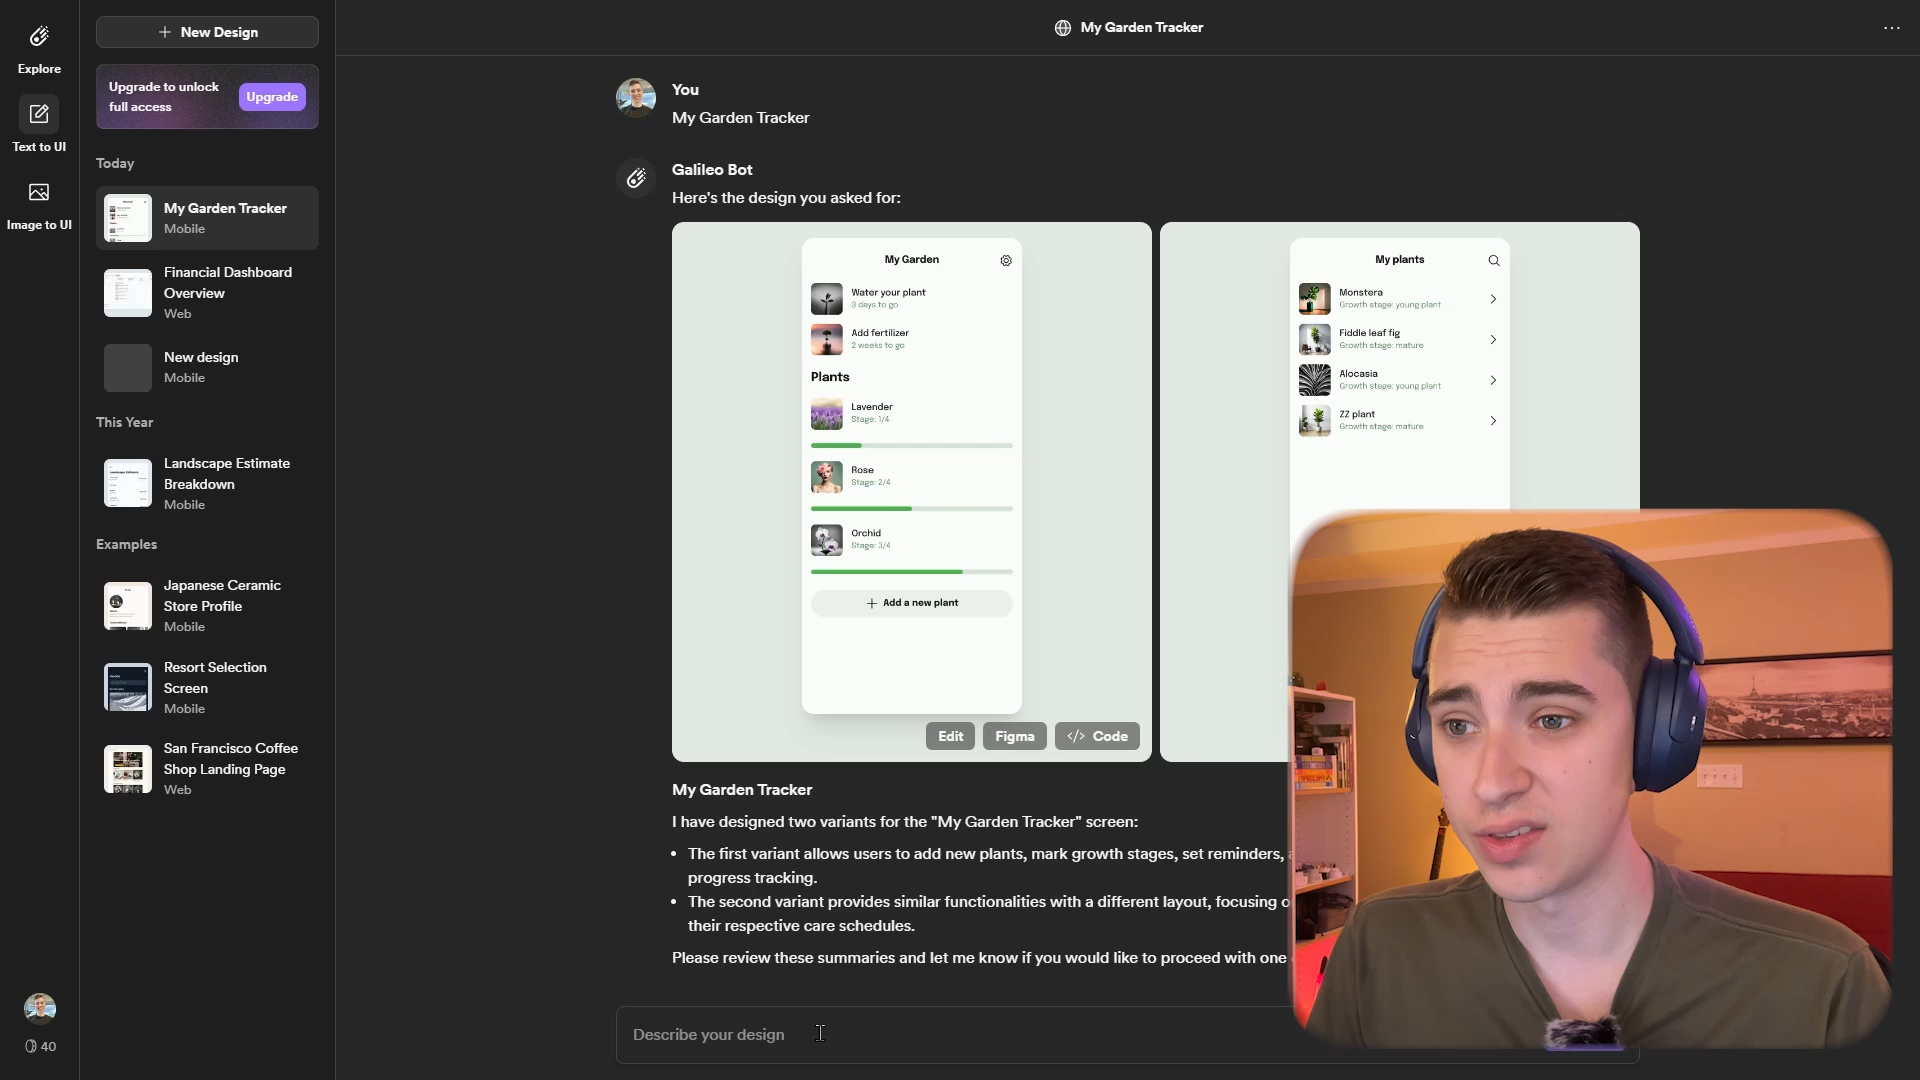 Explore
Text to UI
Image to UI
40
New Design
Upgrade to unlock
full access
Upgrade
Today
My Garden Tracker
Mobile
Financial Dashboard
Overview
Web
New design
Mobile
This Year
Landscape Estimate
Breakdown
Mobile
Examples
Japanese Ceramic
Store Profile
Mobile
Resort Selection
Screen
Mobile
San Francisco Coffee
Shop Landing Page
Web
My Garden Tracker
You
My Garden Tracker
Galileo Bot
Here's the design you asked for:
My Garden
Water your plant
3 days to go
Add fertilizer
2 weeks to go
Plants
Lavender
Stage: 1/4
Rose
Stage: 2/4
Orchid
Stage: 3/4
+ Add a new plant
Edit
Figma
</> Code
My plants
Monstera
Growth stage: young plant
Fiddle leaf fig
Growth stage: mature
Alocasia
Growth stage: young plant
ZZ plant
Growth stage: mature
My Garden Tracker
I have designed two variants for the "My Garden Tracker" screen:
• The first variant allows users to add new plants, mark growth stages, set reminders,
progress tracking.
• The second variant provides similar functionalities with a different layout, focusing
their respective care schedules.
Please review these summaries and let me know if you would like to proceed with one
Describe your design